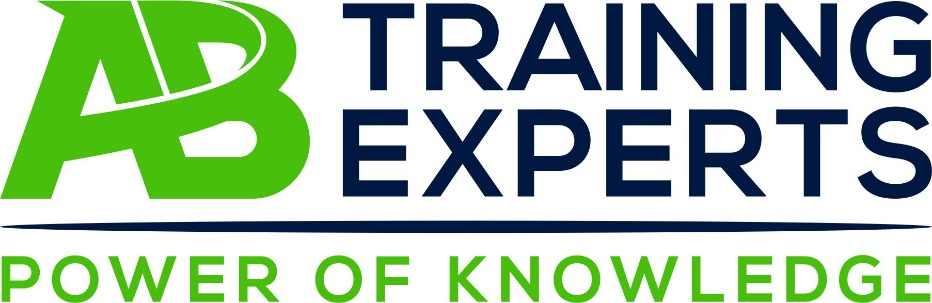 AB TRAINING
EXPERTS
POWER OF KNOWLEDGE